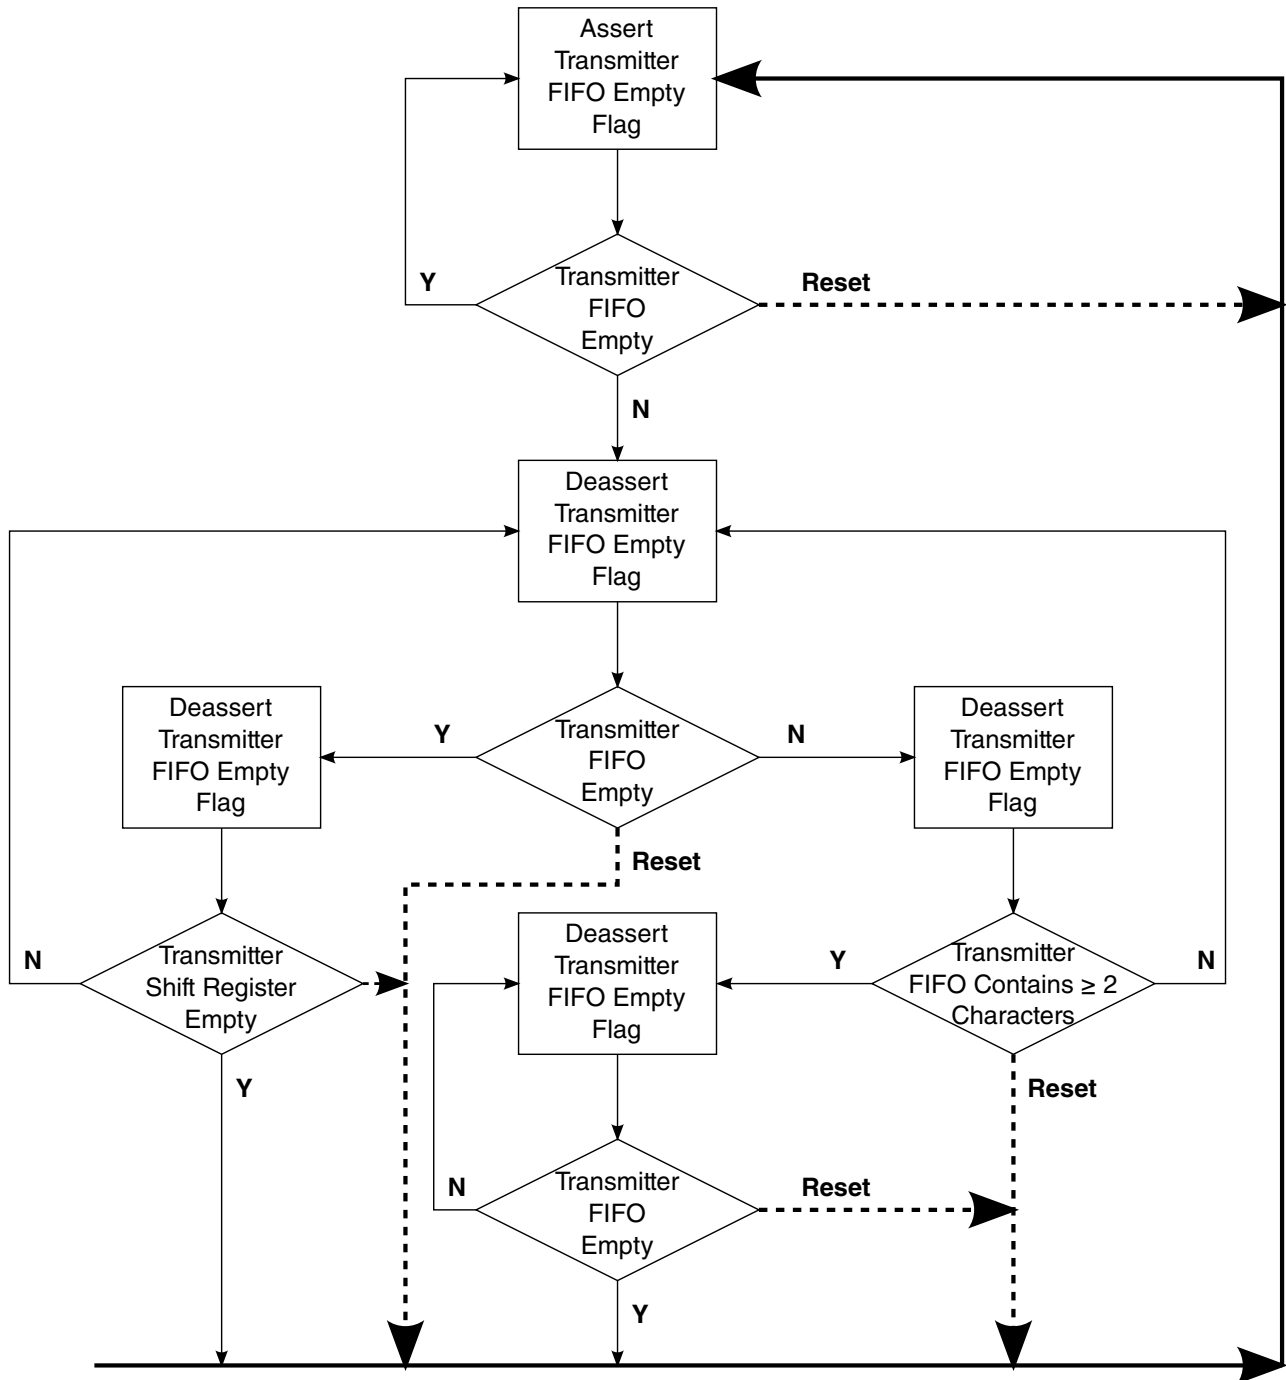 Assert
Transmitter
FIFO Empty
Flag
Y
Transmitter
FIFO
Empty
Reset
N
Deassert
Transmitter
FIFO Empty
Flag
Deassert
Transmitter
FIFO Empty
Flag
Y
Transmitter
FIFO
Empty
N
Deassert
Transmitter
FIFO Empty
Flag
Reset
N
Transmitter
Shift Register
Empty
Y
Deassert
Transmitter
FIFO Empty
Flag
Y
Transmitter
FIFO Contains ≥ 2
Characters
N
Reset
N
Transmitter
FIFO
Empty
Reset
Y